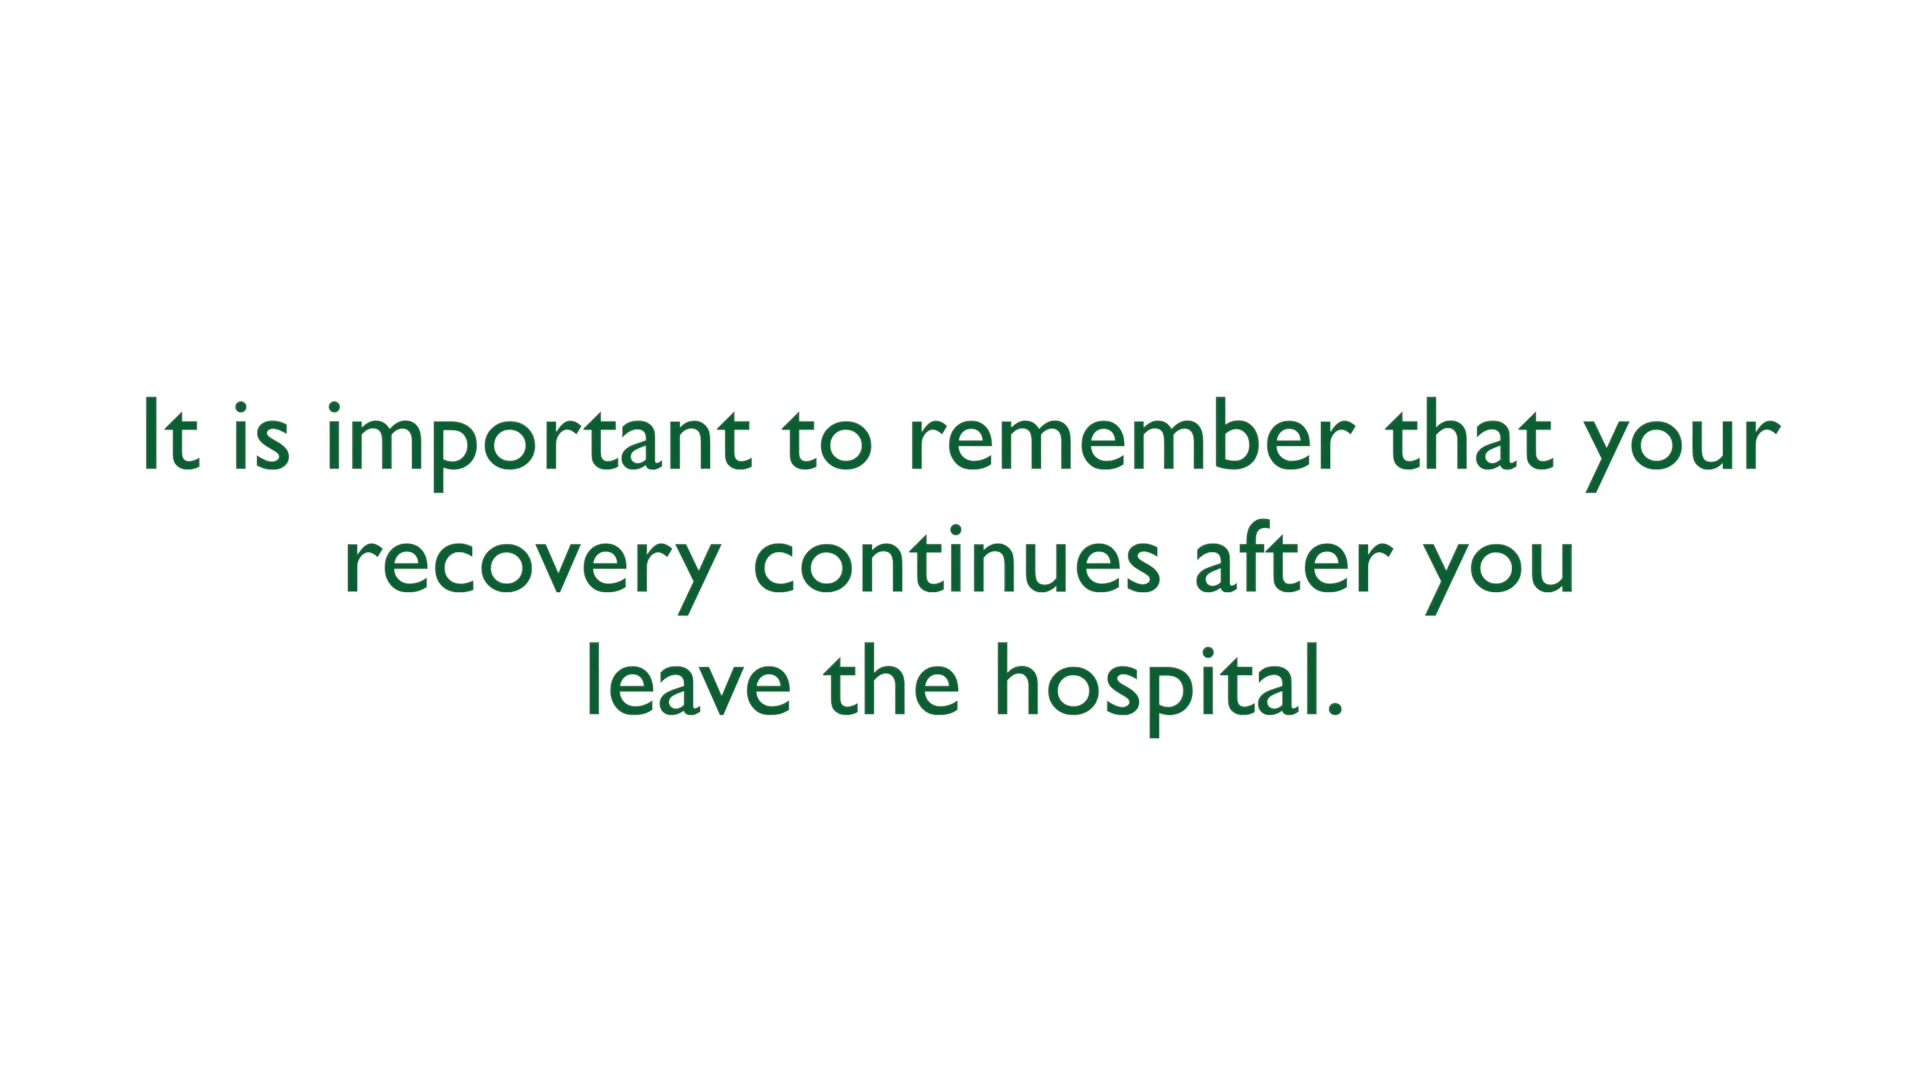 It is important to remember that your
recovery continues after you
leave the hospital.